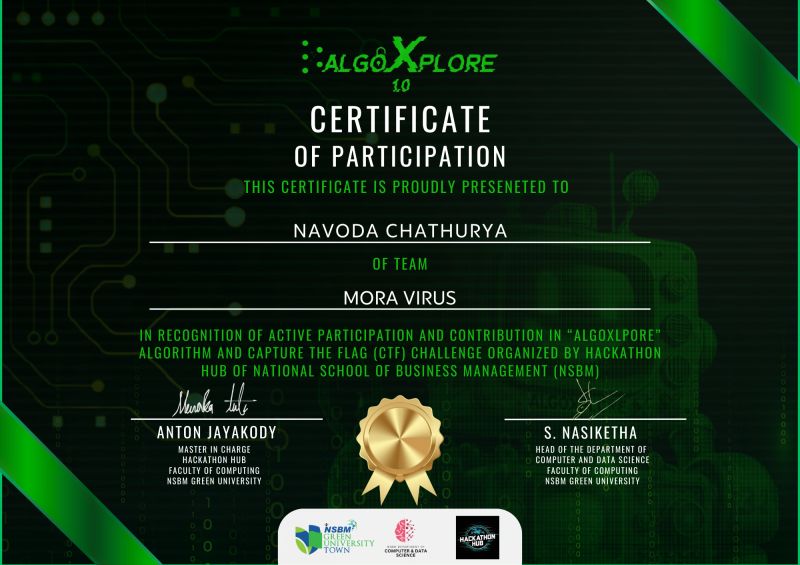 ALGOXPLORE
1.0
CERTIFICATE
OF PARTICIPATION
THIS CERTIFICATE IS PROUDLY PRESENETED TO
NAVODA CHATHURYA
OF TEAM
MORA VIRUS
IN RECOGNITION OF ACTIVE PARTICIPATION AND CONTRIBUTION IN “ALGOXLPORE”
ALGORITHM AND CAPTURE THE FLAG (CTF) CHALLENGE ORGANIZED BY HACKATHON
HUB OF NATIONAL SCHOOL OF BUSINESS MANAGEMENT (NSBM)
ANTON JAYAKODY
MASTER IN CHARGE
HACKATHON HUB
FACULTY OF COMPUTING
NSBM GREEN UNIVERSITY
S. NASIKETHA
HEAD OF THE DEPARTMENT OF
COMPUTER AND DATA SCIENCE
FACULTY OF COMPUTING
NSBM GREEN UNIVERSITY
NSBM
GREEN
UNIVERSITY
TOWN
NSBM DEPARTMENT OF
COMPUTER & DATA
SCIENCE
THE
HACKATHON
HUB